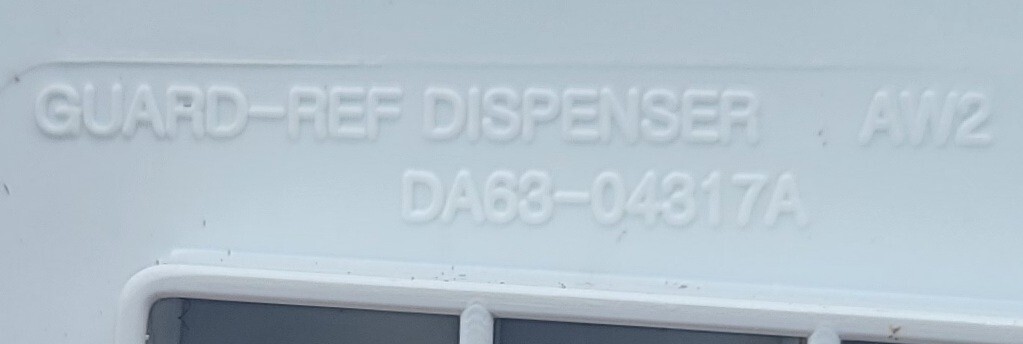 GUARD-REF DISPENSER AW2
DA63-04317A